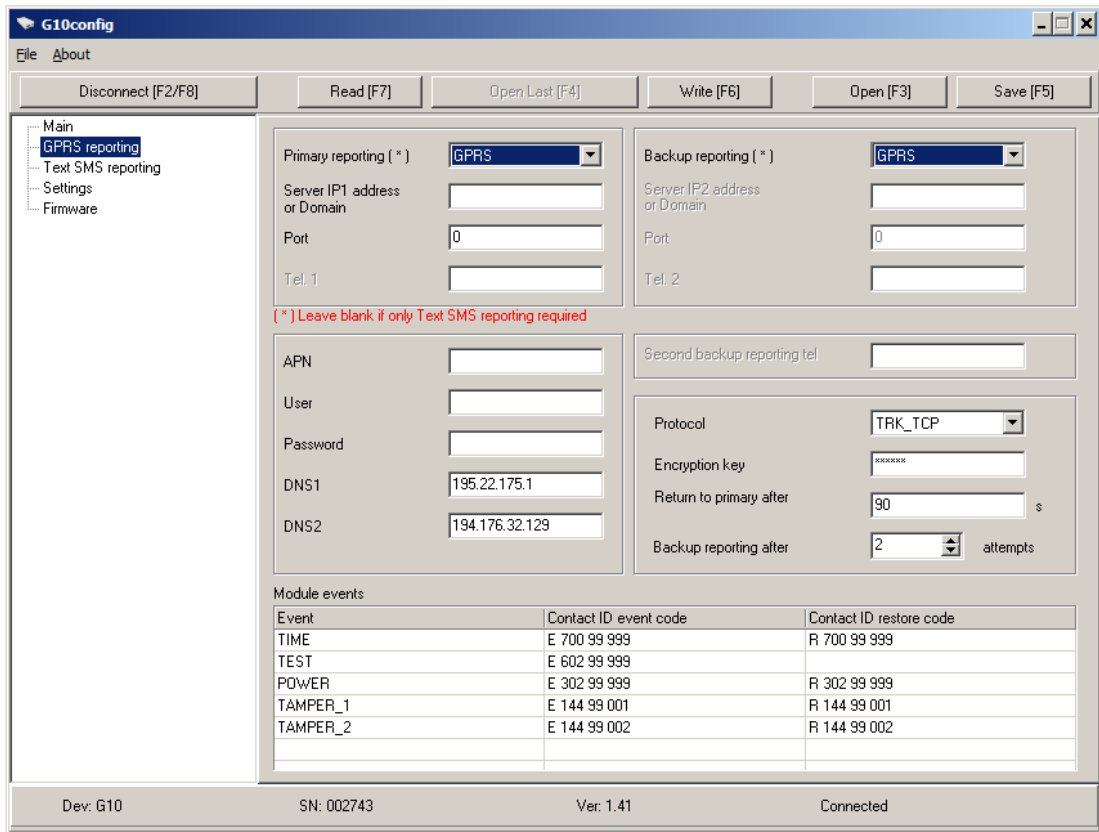 G10config
File About
Disconnect [F2/F8] Read [F7] Open Last [F4] Write [F6] Open [F3] Save [F5]
Main
GPRS reporting
Text SMS reporting
Settings
Firmware
Primary reporting ( * ) GPRS
Server IP1 address
or Domain
Port 0
Tel. 1
Backup reporting ( * ) GPRS
Server IP2 address
or Domain
Port 0
Tel. 2
( * ) Leave blank if only Text SMS reporting required
APN
User
Password
DNS1 195.22.175.1
DNS2 194.176.32.129
Second backup reporting tel
Protocol TRK_TCP
Encryption key ******
Return to primary after 90 s
Backup reporting after 2 attempts
Module events
Event Contact ID event code Contact ID restore code
TIME E 700 99 999 R 700 99 999
TEST E 602 99 999
POWER E 302 99 999 R 302 99 999
TAMPER_1 E 144 99 001 R 144 99 001
TAMPER_2 E 144 99 002 R 144 99 002
Dev: G10 SN: 002743 Ver: 1.41 Connected